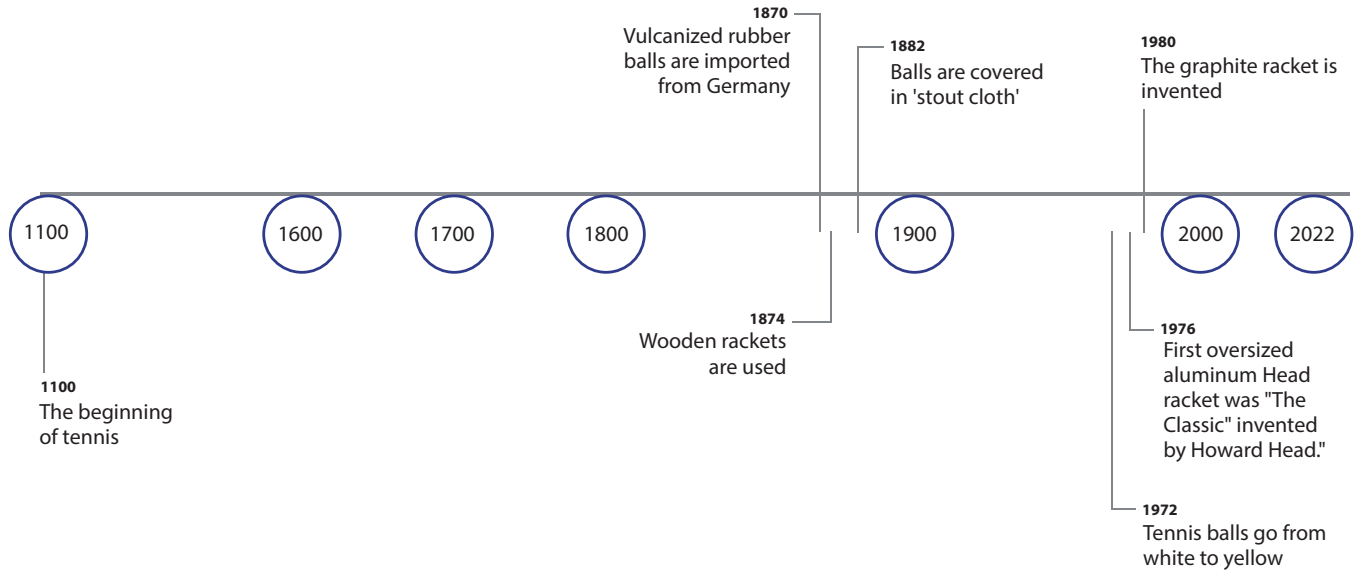 1870
Vulcanized rubber
balls are imported
from Germany
1882
Balls are covered
in 'stout cloth'
1980
The graphite racket is
invented
1100
1600
1700
1800
1900
2000
2022
1100
The beginning
of tennis
1874
Wooden rackets
are used
1976
First oversized
aluminum Head
racket was "The
Classic" invented
by Howard Head."
1972
Tennis balls go from
white to yellow